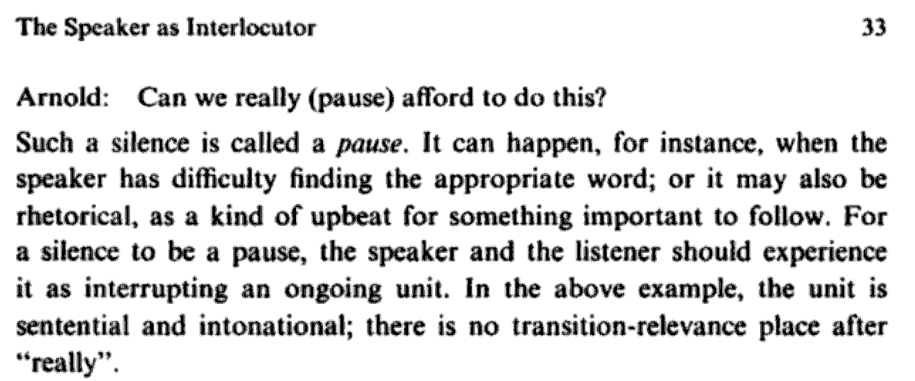 The Speaker as Interlocutor 33
Arnold: Can we really (pause) afford to do this?
Such a silence is called a pause. It can happen, for instance, when the
speaker has difficulty finding the appropriate word; or it may also be
rhetorical, as a kind of upbeat for something important to follow. For
a silence to be a pause, the speaker and the listener should experience
it as interrupting an ongoing unit. In the above example, the unit is
sentential and intonational; there is no transition-relevance place after
“really”.